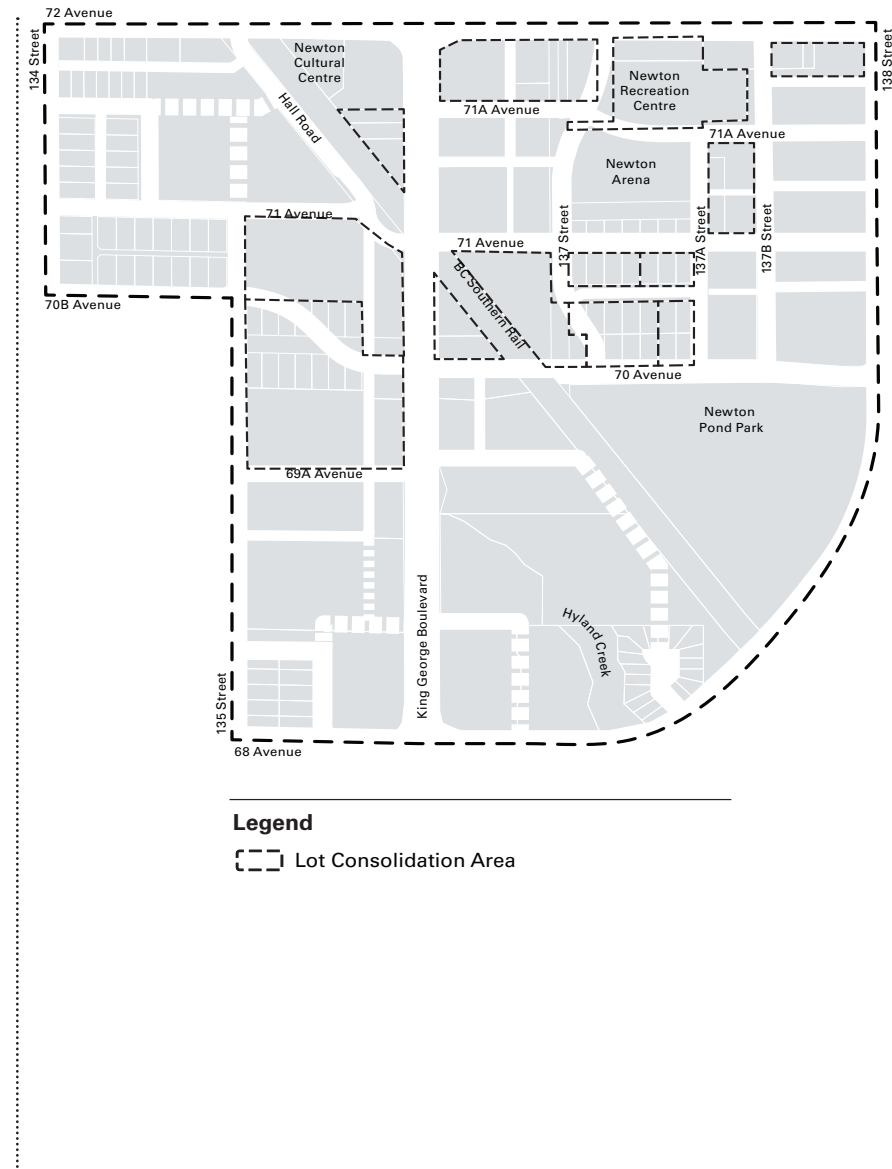 72 Avenue
134 Street
138 Street
Newton
Cultural
Centre
Hall Road
Newton
Recreation
Centre
71A Avenue
71A Avenue
Newton
Arena
71 Avenue
71 Avenue
137 Street
137A Street
137B Street
BC Southern Rail
70B Avenue
70 Avenue
Newton
Pond Park
69A Avenue
King George Boulevard
Hyland Creek
135 Street
68 Avenue
Legend
Lot Consolidation Area